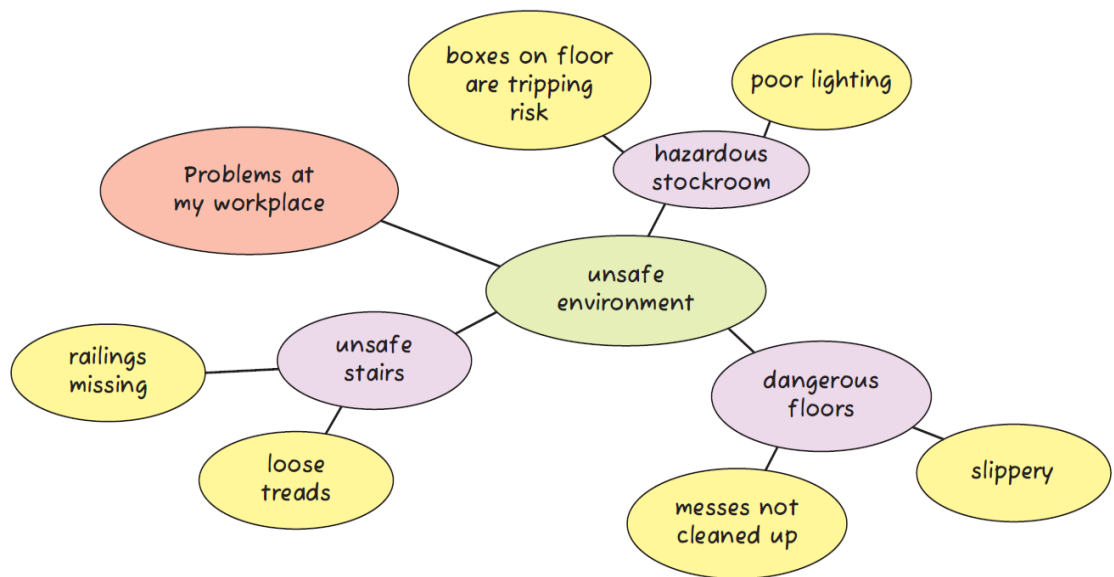 boxes on floor
are tripping
risk
poor lighting
hazardous
stockroom
Problems at
my workplace
unsafe
environment
unsafe
stairs
railings
missing
loose
treads
dangerous
floors
slippery
messes not
cleaned up